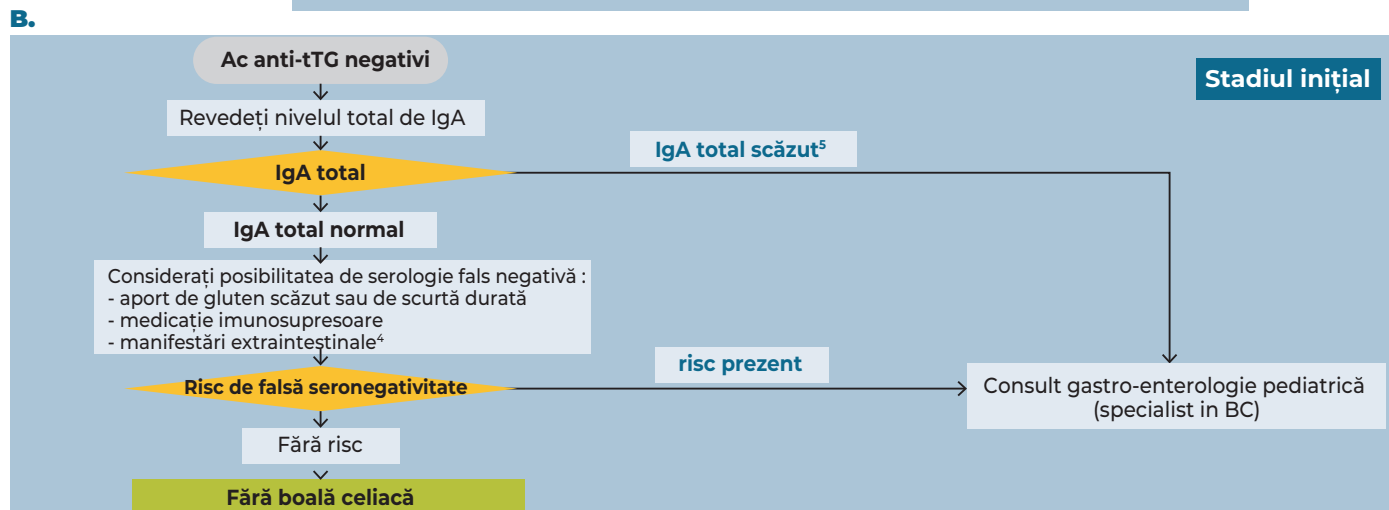 B.
Ac anti-tTG negativi
Stadiul inițial
Revedeți nivelul total de IgA
IgA total scăzut⁵
IgA total
IgA total normal
Considerați posibilitatea de serologie fals negativă :
- aport de gluten scăzut sau de scurtă durată
- medicație imunosupresoare
- manifestări extraintestinale⁴
risc prezent
Risc de falsă seronegativitate
Consult gastro-enterologie pediatrică
(specialist in BC)
Fără risc
Fără boală celiacă